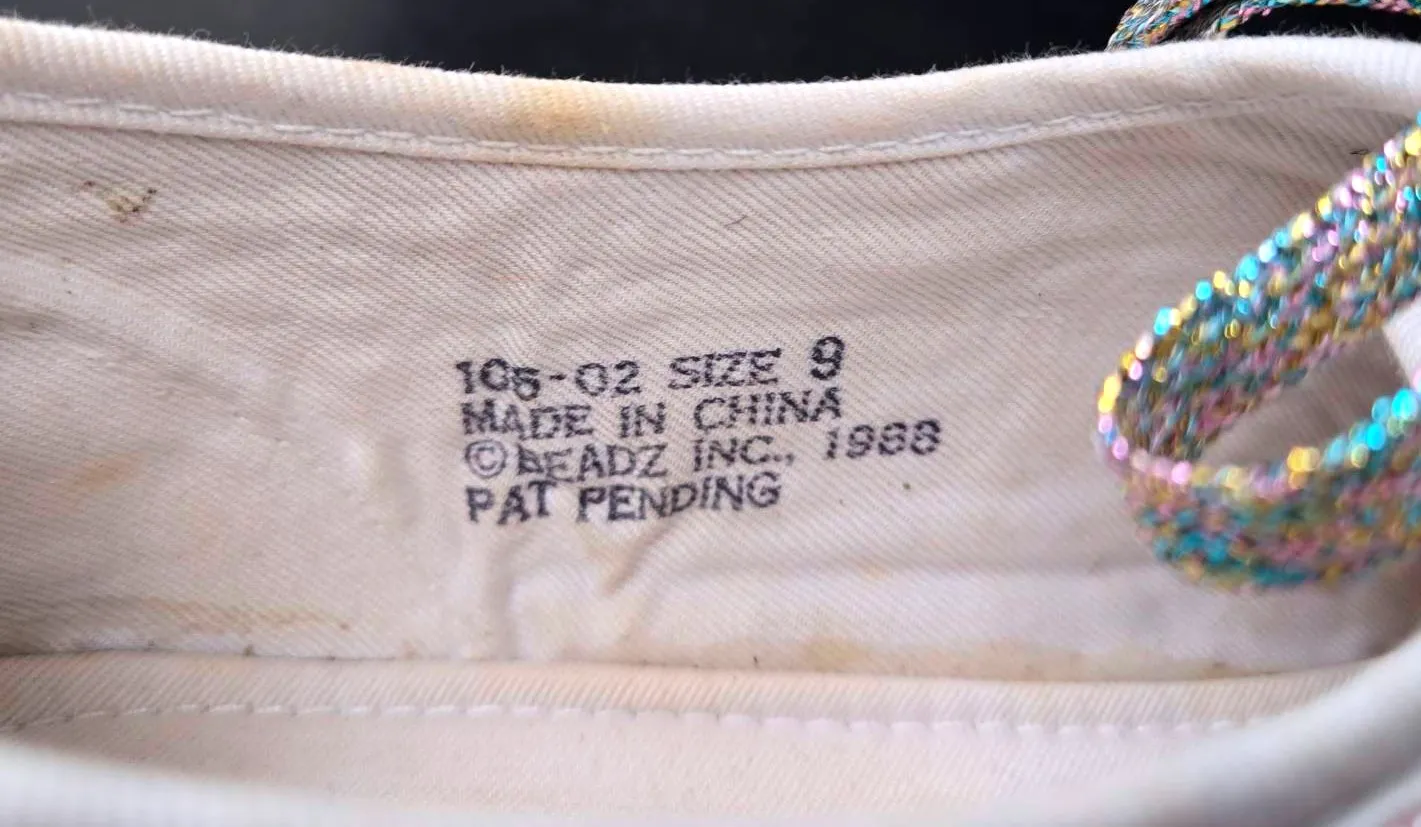 105-02 SIZE 9
MADE IN CHINA
©BEADZ INC., 1988
PAT PENDING